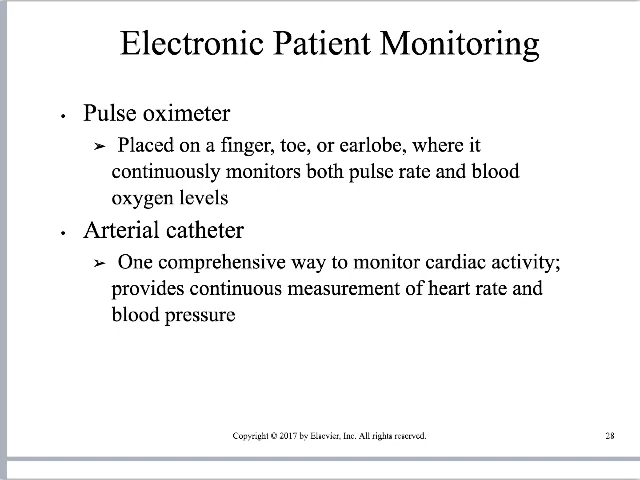 Electronic Patient Monitoring
• Pulse oximeter
➢ Placed on a finger, toe, or earlobe, where it
continuously monitors both pulse rate and blood
oxygen levels
• Arterial catheter
➢ One comprehensive way to monitor cardiac activity;
provides continuous measurement of heart rate and
blood pressure
Copyright © 2017 by Elsevier, Inc. All rights reserved.
28